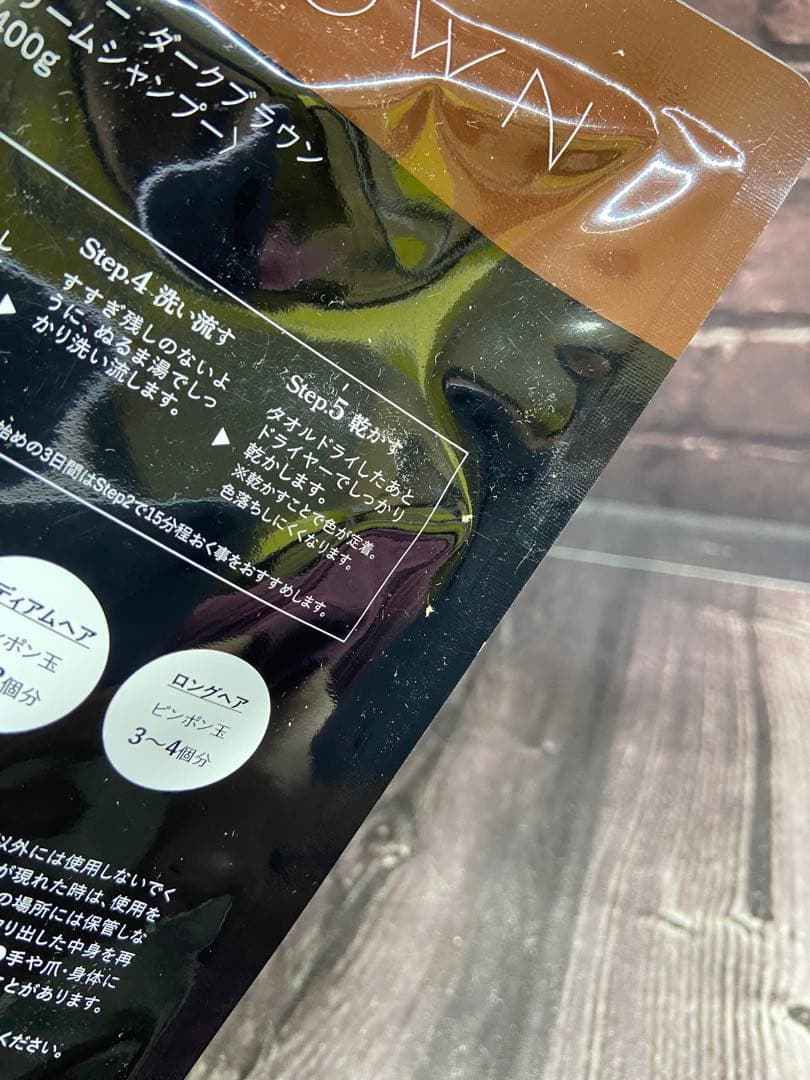 OWN
ー ダークブラウン
リームシャンプー〉
400g
Step.4 洗い流す
すすぎ残しのないよ
うに、ぬるま湯でしっ
かり洗い流します。
Step.5 乾かす
タオルドライしたあと
ドライヤーでしっかり
乾かします。
※乾かすことで色が定着。
色落ちしにくくなります。
始めの3日間はStep2で15分程おく事をおすすめします。
ディアムヘア
ンポン玉
個分
ロングヘア
ピンポン玉
3〜4個分
以外には使用しないでく
が現れた時は、使用を
の場所には保管しな
り出した中身を再
●手や爪・身体に
とがあります。
ください。